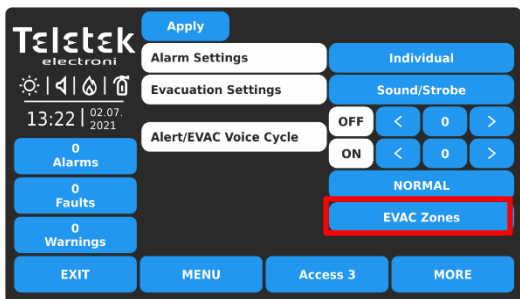 Teletek
electroni
13:22
02.07.
2021
0
Alarms
0
Faults
0
Warnings
EXIT
Apply
Alarm Settings
Individual
Evacuation Settings
Sound/Strobe
Alert/EVAC Voice Cycle
OFF < 0 >
ON < 0 >
NORMAL
EVAC Zones
MENU
Access 3
MORE